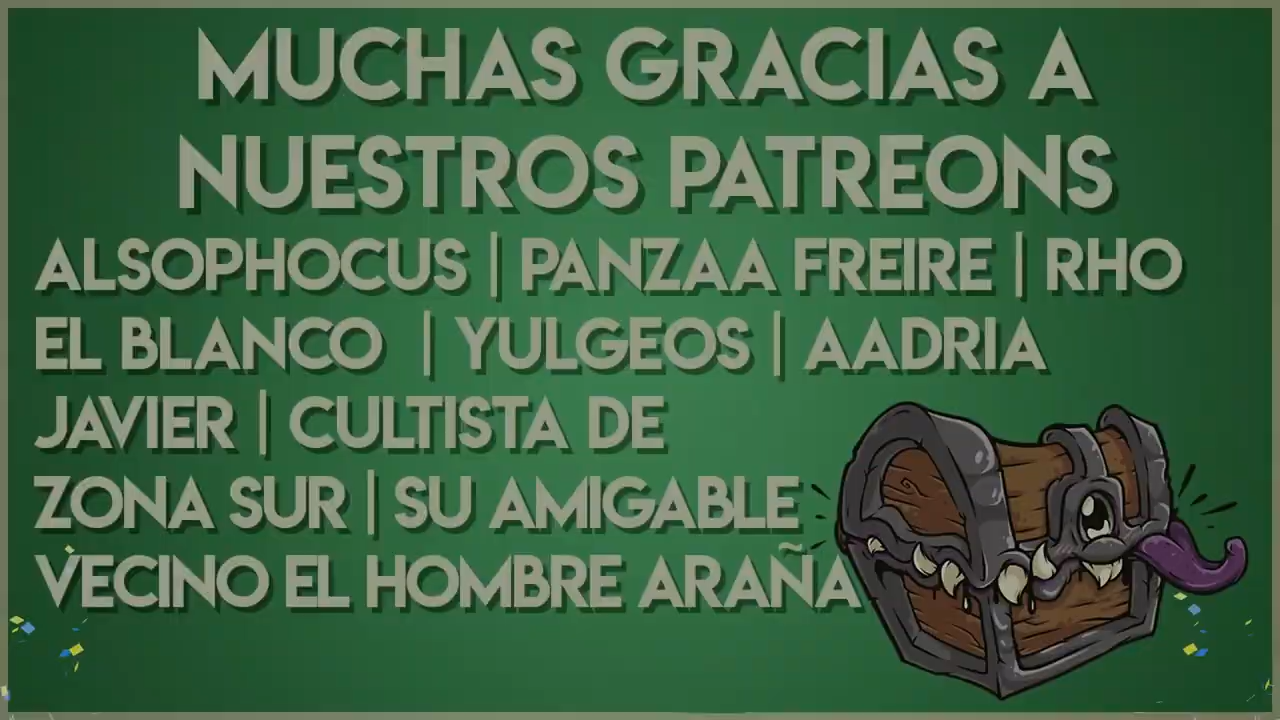 MUCHAS GRACIAS A
NUESTROS PATREONS
ALSOPHOCUS | PANZAA FREIRE | RHO
EL BLANCO | YULGEOS | AADRIA
JAVIER | CULTISTA DE
ZONA SUR | SU AMIGABLE
VECINO EL HOMBRE ARAÑA